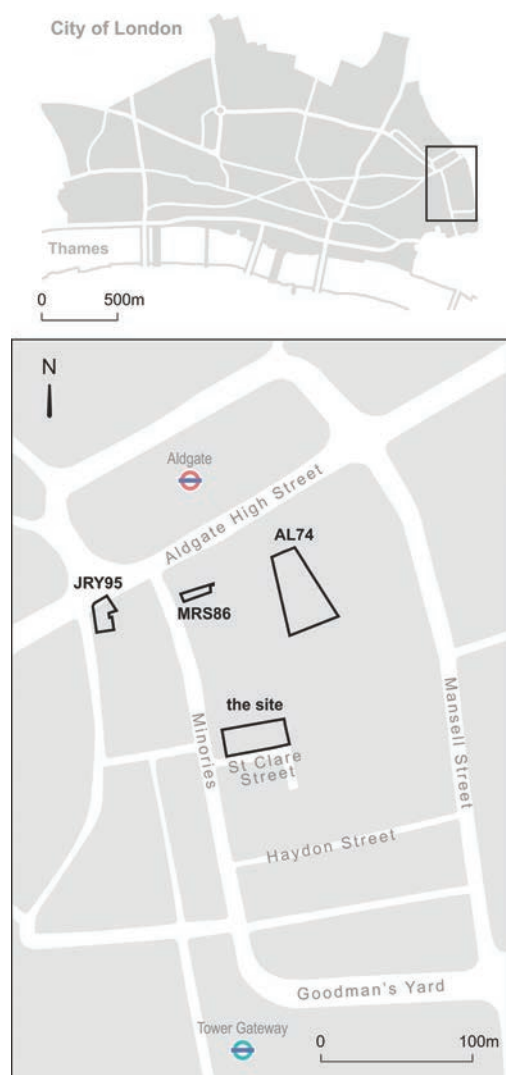 City of London
Thames
0 500m
N
Aldgate
Aldgate High Street
AL74
JRY95
MRS86
the site
Minories
St Clare
Street
Mansell Street
Haydon Street
Goodman's Yard
Tower Gateway
0 100m